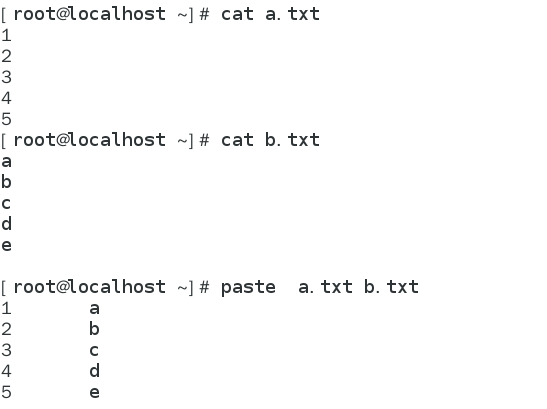 [root@localhost ~]# cat a.txt
1
2
3
4
5
[root@localhost ~]# cat b.txt
a
b
c
d
e

[root@localhost ~]# paste  a.txt b.txt
1	a
2	b
3	c
4	d
5	e